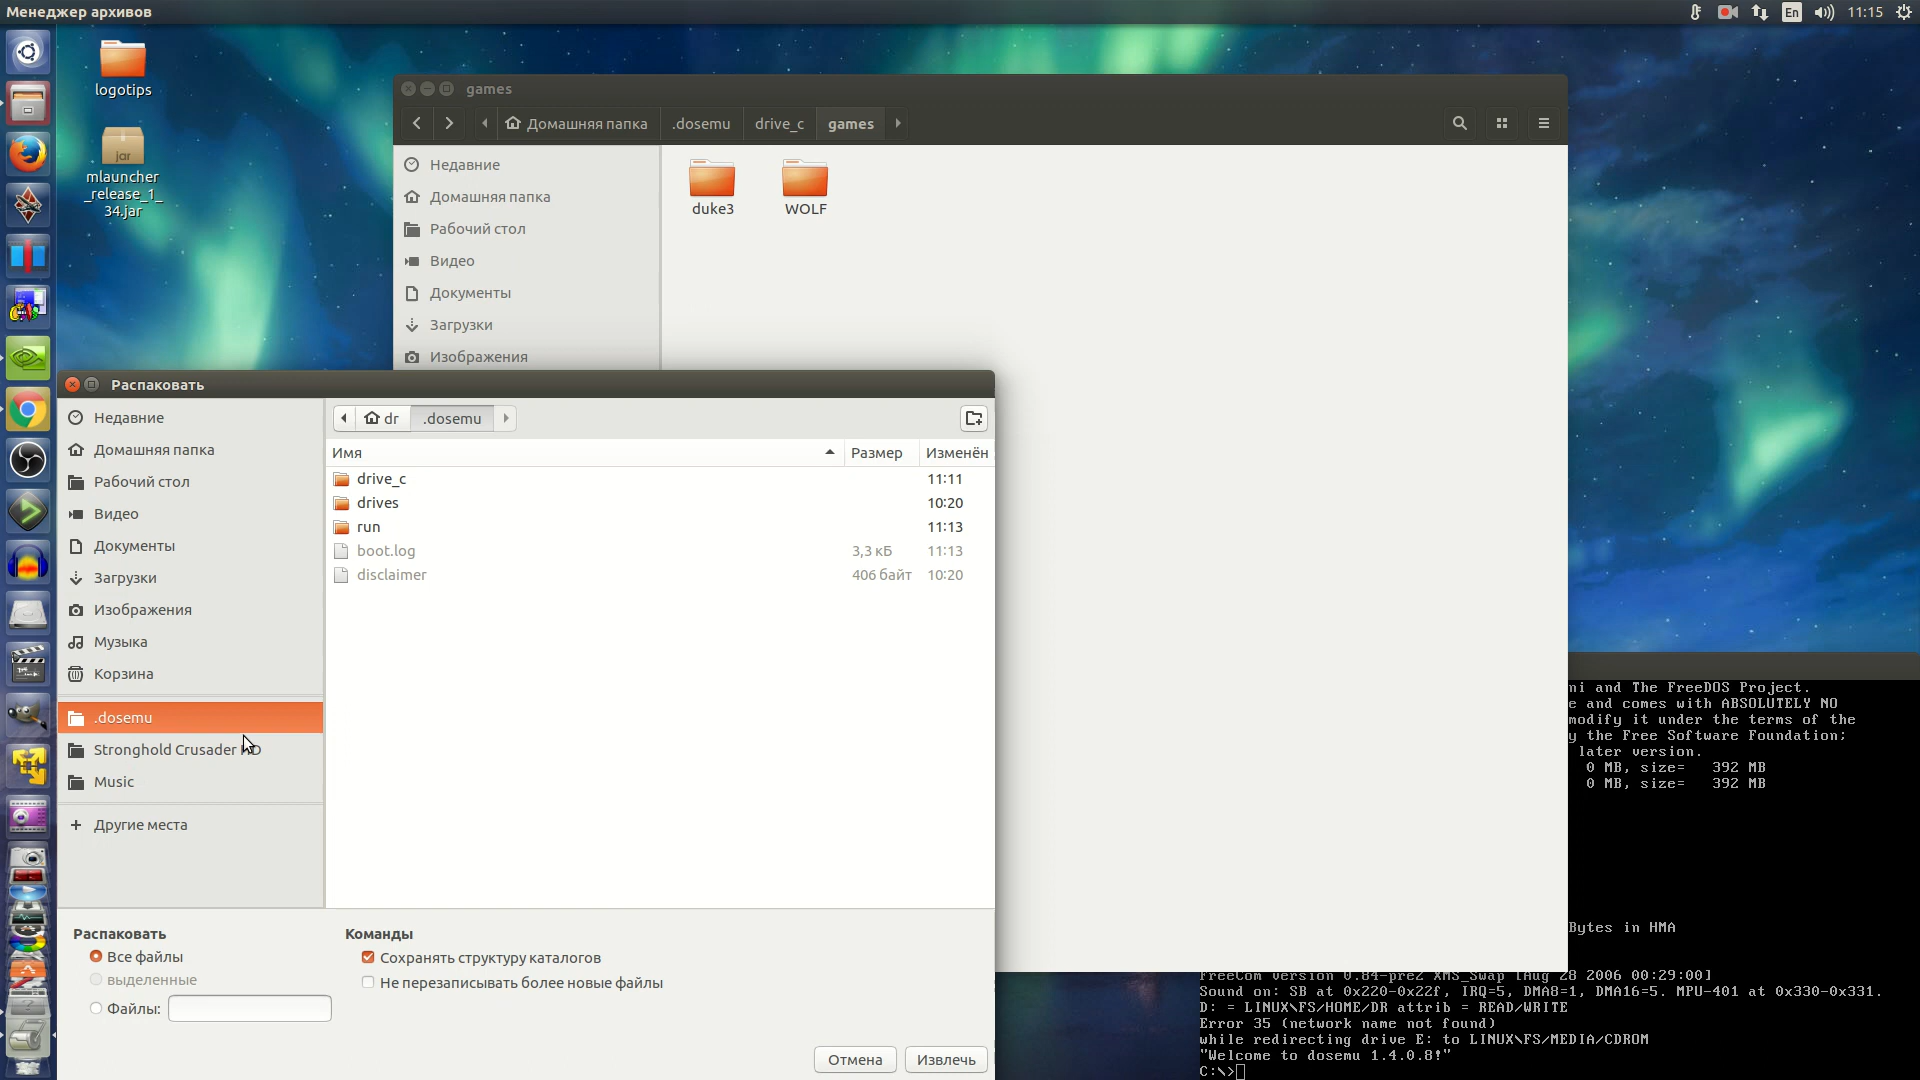 Менеджер архивов
En
11:15
logotips
jar
mlauncher
_release_1_
34.jar
games
Домашняя папка
.dosemu
drive_c
games
Недавние
Домашняя папка
Рабочий стол
Видео
Документы
Загрузки
Изображения
duke3
WOLF
Распаковать
Недавние
Домашняя папка
Рабочий стол
Видео
Документы
Загрузки
Изображения
Музыка
Корзина
.dosemu
Stronghold Crusader
Music
Другие места
dr
.dosemu
Имя
Размер
Изменён
drive_c 11:11
drives 10:20
run 11:13
boot.log 3,3 кБ 11:13
disclaimer 406 байт 10:20
Распаковать
Все файлы
выделенные
Файлы:
Команды
Сохранять структуру каталогов
Не перезаписывать более новые файлы
Отмена
Извлечь
ni and The FreeDOS Project.
e and comes with ABSOLUTELY NO
modify it under the terms of the
y the Free Software Foundation;
later version.
0 MB, size= 392 MB
0 MB, size= 392 MB
Bytes in HMA
FreeCom version 0.84-pre2 XMS_Swap [Aug 28 2006 00:29:00]
Sound on: SB at 0x220-0x22f, IRQ=5, DMA8=1, DMA16=5. MPU-401 at 0x330-0x331.
D: = LINUX\FS/HOME/DR attrib = READ/WRITE
Error 35 (network name not found)
while redirecting drive E: to LINUX\FS/MEDIA/CDROM
"Welcome to dosemu 1.4.0.8!"
C:\>